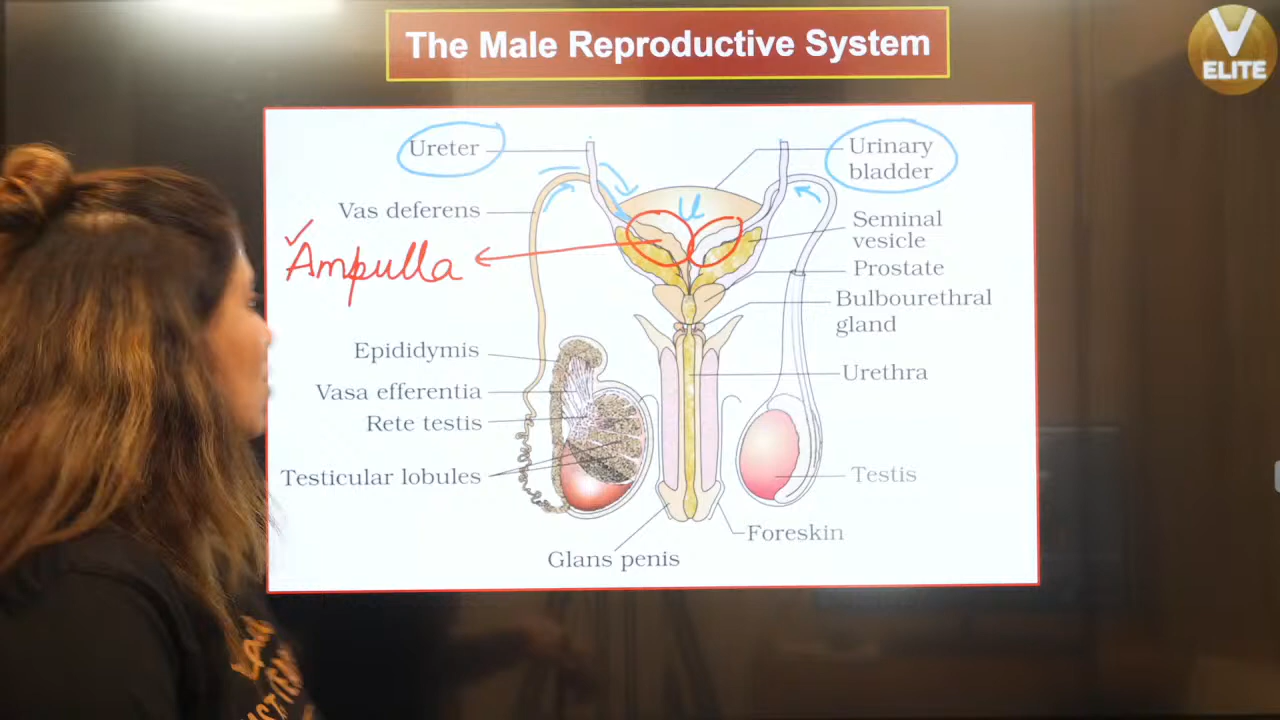 The Male Reproductive System
V
ELITE
Ureter
Urinary
bladder
Vas deferens
U
Seminal
vesicle
Ampulla
Prostate
Bulbourethral
gland
Epididymis
Urethra
Vasa efferentia
Rete testis
Testicular lobules
Testis
Foreskin
Glans penis